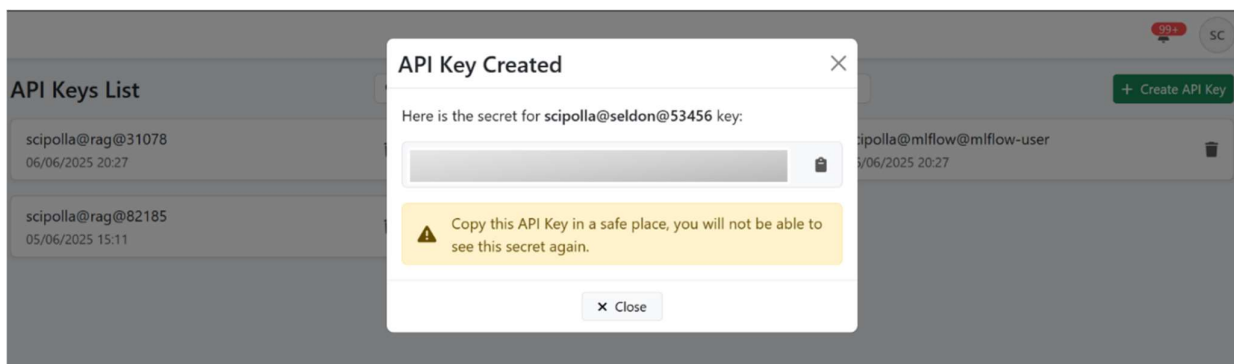 99+
SC
API Keys List
+ Create API Key
scipolla@rag@31078
06/06/2025 20:27
cipolla@mlflow@mlflow-user
/06/2025 20:27
scipolla@rag@82185
05/06/2025 15:11
API Key Created
Here is the secret for scipolla@seldon@53456 key:
Copy this API Key in a safe place, you will not be able to
see this secret again.
Close